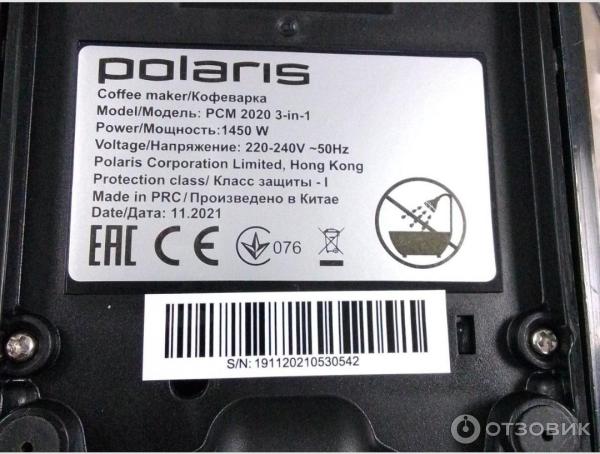 polaris
Coffee maker/Кофеварка
Model/Модель: PCM 2020 3-in-1
Power/Мощность:1450 W
Voltage/Напряжение: 220-240V ~50Hz
Polaris Corporation Limited, Hong Kong
Protection class/ Класс защиты - I
Made in PRC/Произведено в Китае
Date/Дата: 11.2021
EAC CE 076
S/N: 191120210530542
ОТЗОВИК